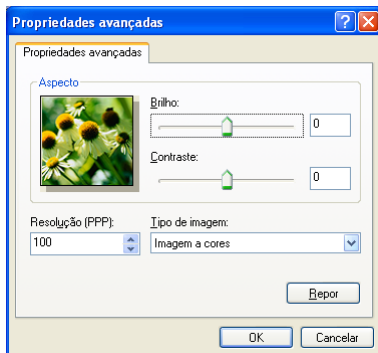 Propriedades avançadas
Propriedades avançadas
Aspecto
Brilho:
0
Contraste:
0
Resolução (PPP):
Tipo de imagem:
100
Imagem a cores
Repor
OK
Cancelar